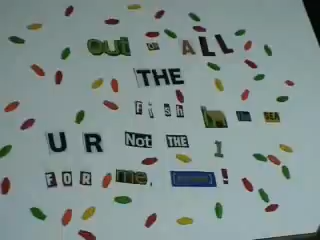 out OF ALL
THE
fish in THE SEA
U R Not THE 1
FOR me, !